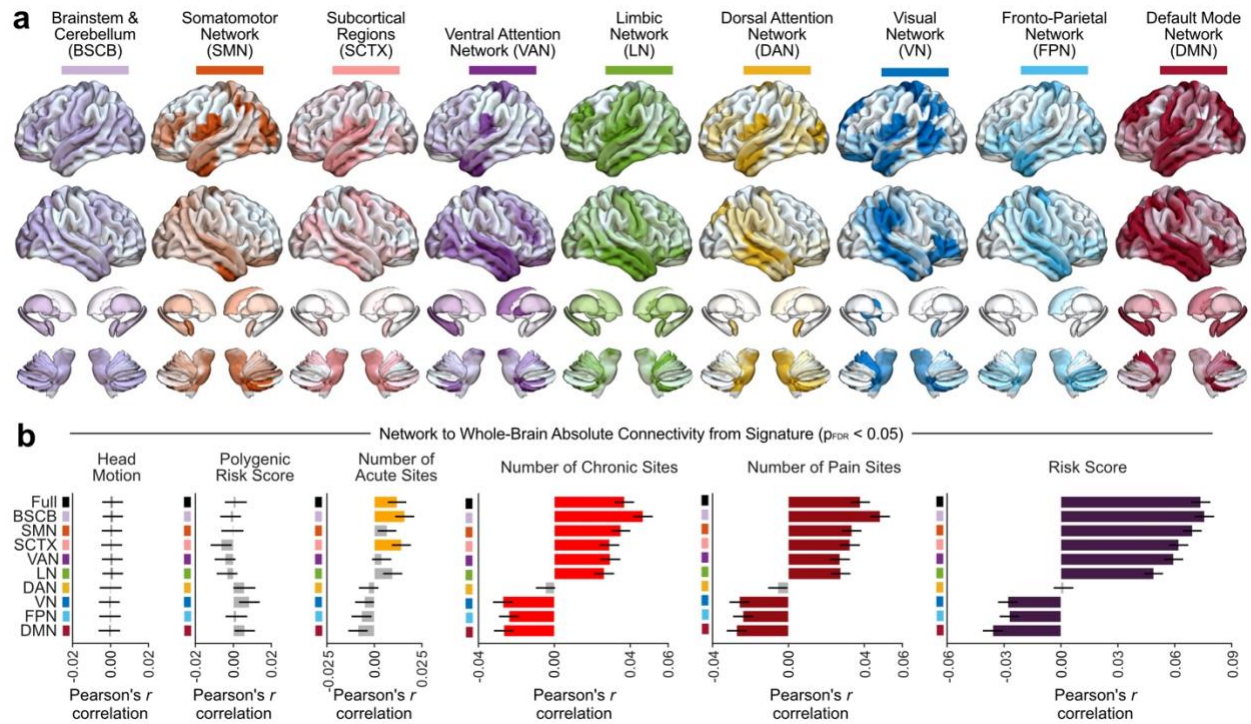 a
Brainstem &
Cerebellum
(BSCB)
Somatomotor
Network
(SMN)
Subcortical
Regions
(SCTX)
Ventral Attention
Network (VAN)
Limbic
Network
(LN)
Dorsal Attention
Network
(DAN)
Visual
Network
(VN)
Fronto-Parietal
Network
(FPN)
Default Mode
Network
(DMN)
b
Network to Whole-Brain Absolute Connectivity from Signature (pFDR < 0.05)
Head
Motion
Polygenic
Risk Score
Number of
Acute Sites
Number of Chronic Sites
Number of Pain Sites
Risk Score
Full
BSCB
SMN
SCTX
VAN
LN
DAN
VN
FPN
DMN
-0.02
0.00
0.02
-0.02
0.00
0.02
-0.025
0.00
0.025
-0.04
0.00
0.04
0.06
-0.04
0.00
0.04
0.06
-0.06
-0.03
0.00
0.03
0.06
0.09
Pearson's r
correlation
Pearson's r
correlation
Pearson's r
correlation
Pearson's r
correlation
Pearson's r
correlation
Pearson's r
correlation